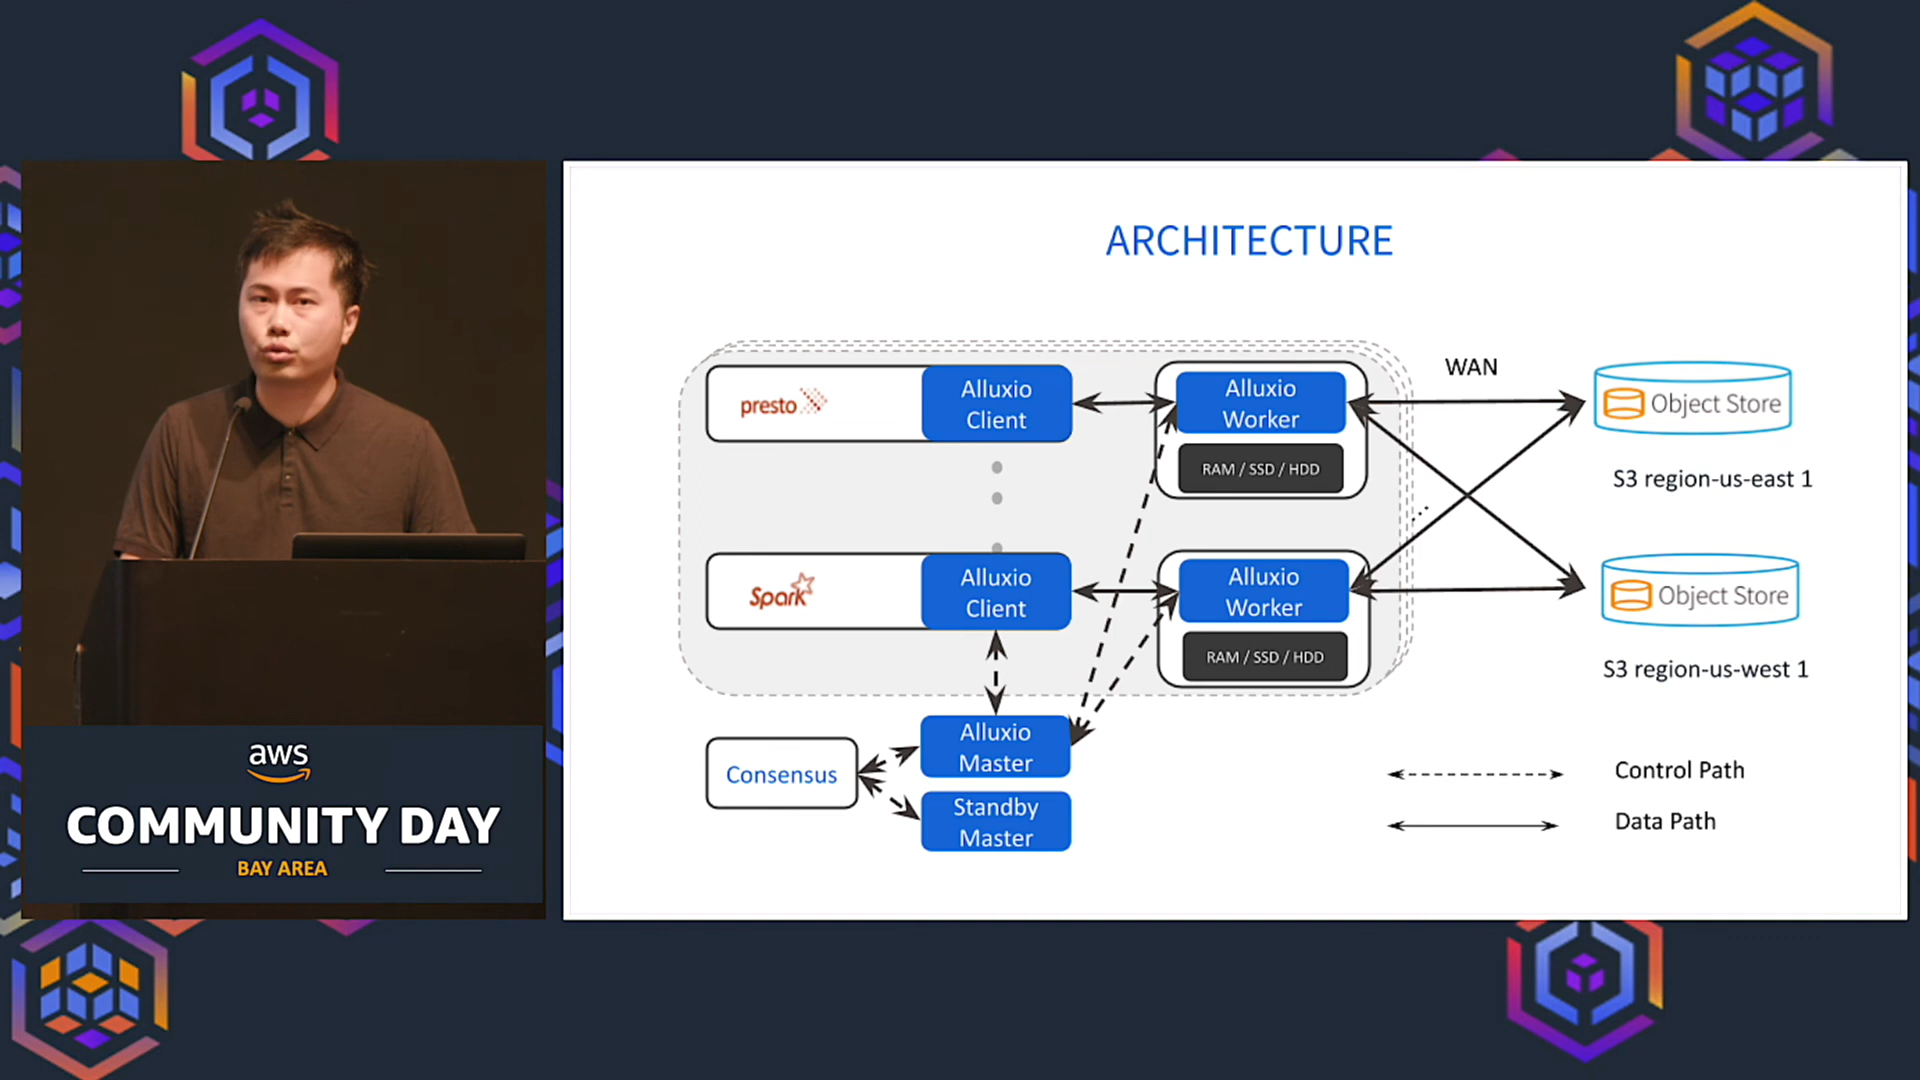 ARCHITECTURE
presto
Alluxio
Client
Alluxio
Worker
RAM / SSD / HDD
WAN
Object Store
S3 region-us-east 1
Spark
Alluxio
Client
Alluxio
Worker
RAM / SSD / HDD
Object Store
S3 region-us-west 1
Consensus
Alluxio
Master
Standby
Master
Control Path
Data Path
aws
COMMUNITY DAY
BAY AREA